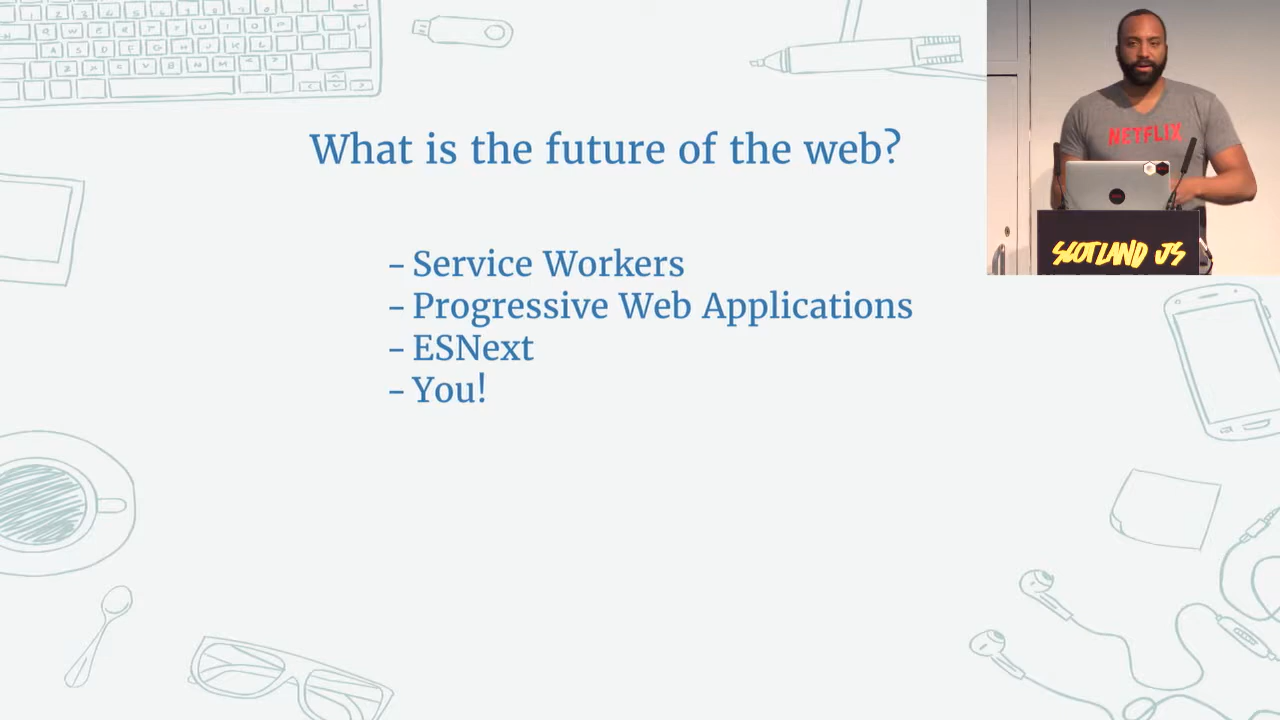 What is the future of the web?
- Service Workers
- Progressive Web Applications
- ESNext
- You!
NETFLIX
SCOTLAND JS